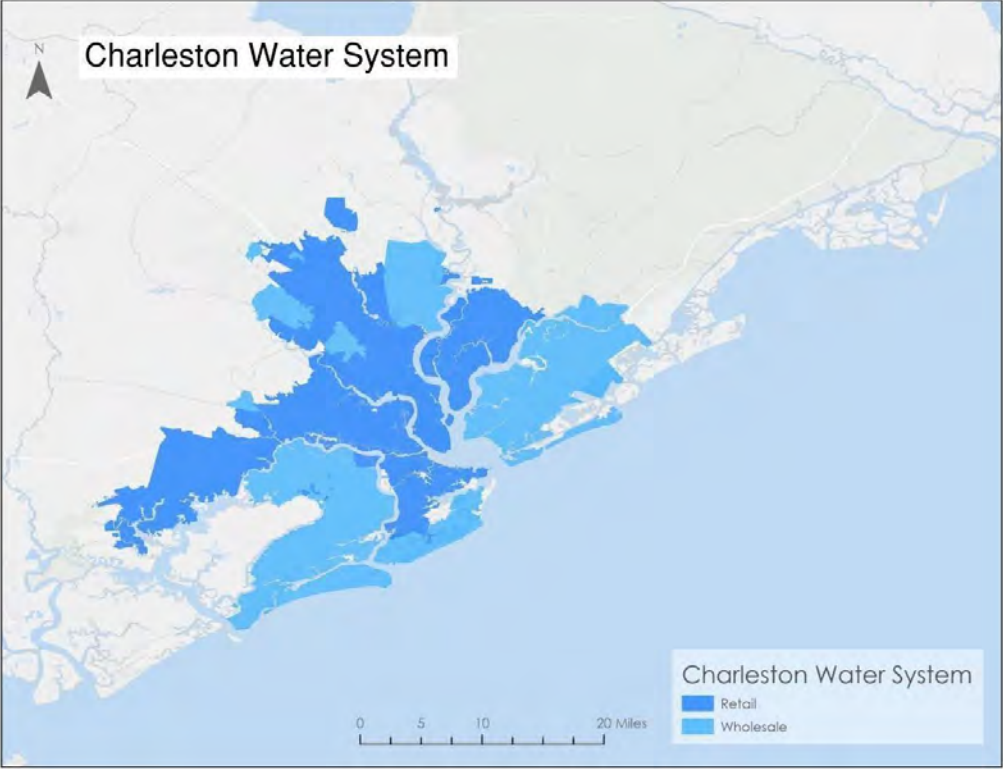 N
Charleston Water System
Charleston Water System
Retail
Wholesale
0 5 10 20 Miles